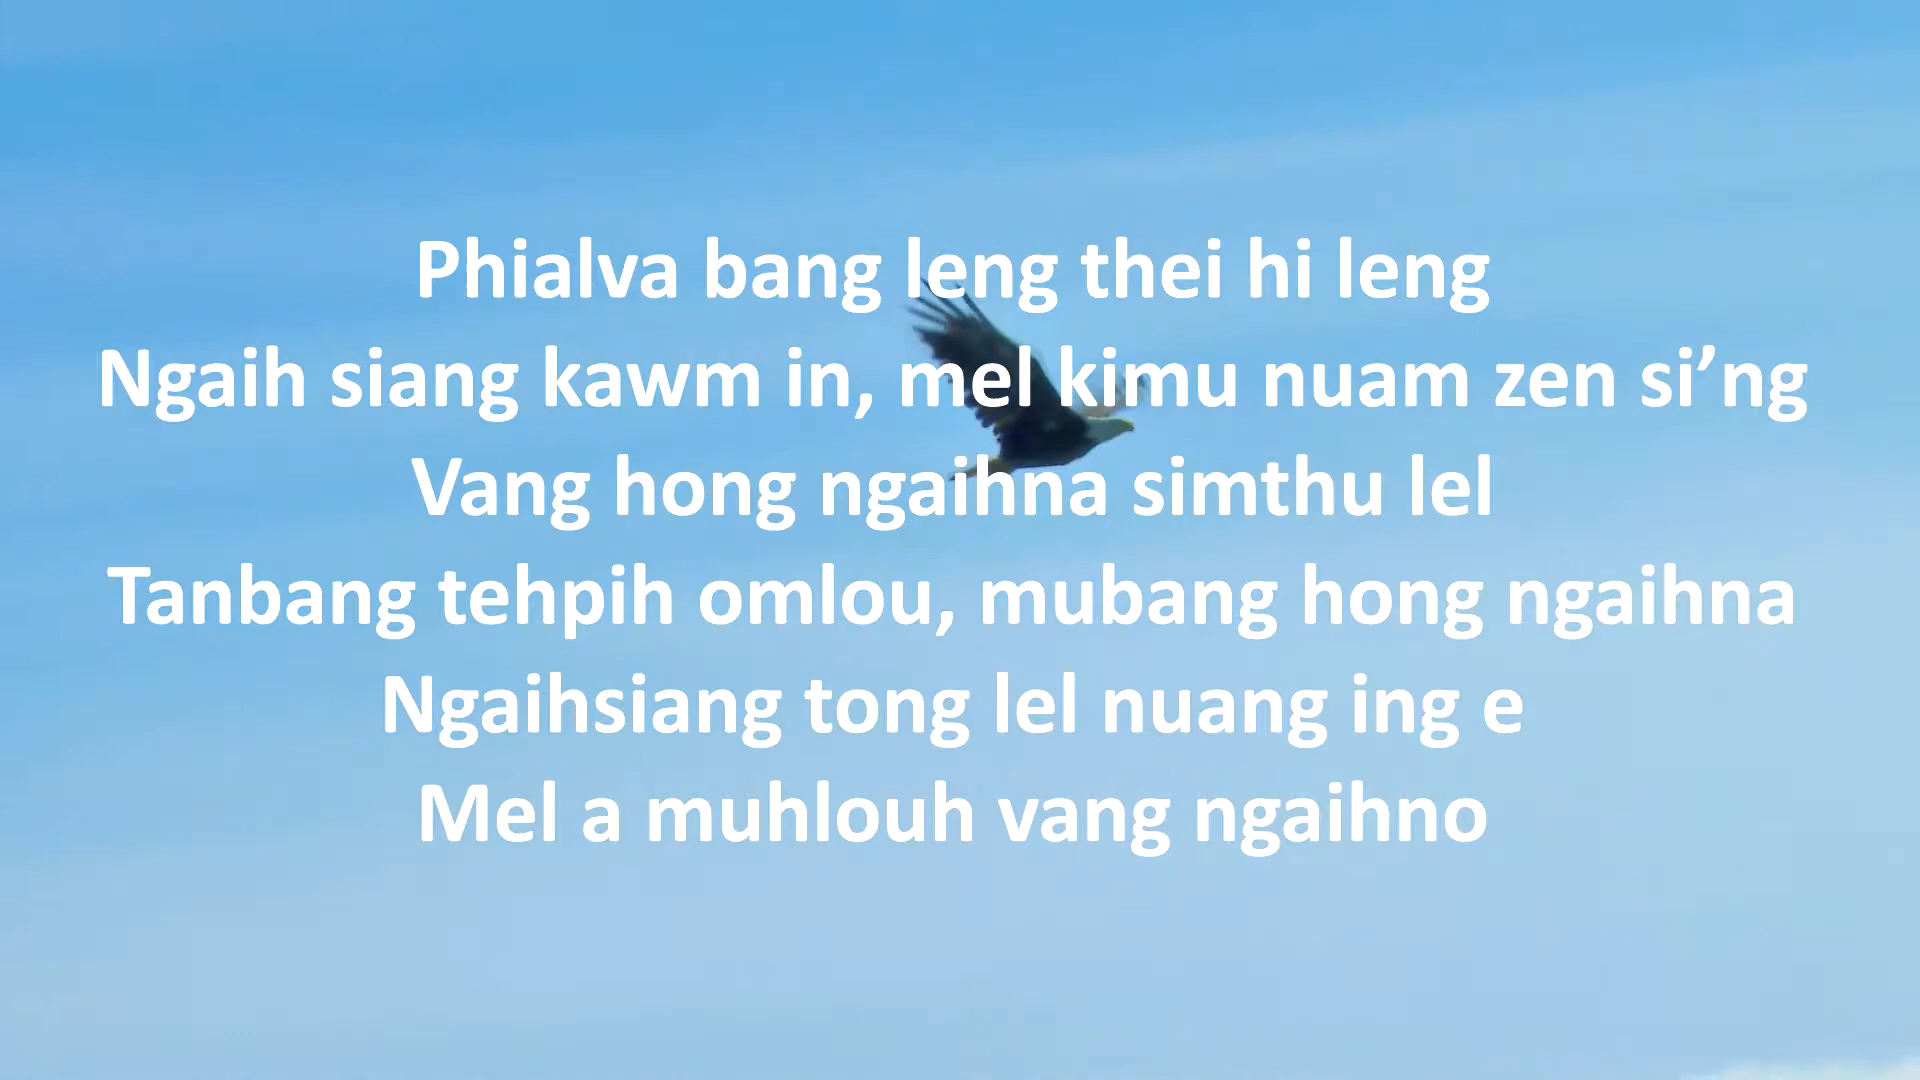 Phialva bang leng thei hi leng
Ngaih siang kawm in, mel kimu nuam zen si’ng
Vang hong ngaihna simthu lel
Tanbang tehpih omlou, mubang hong ngaihna
Ngaihsiang tong lel nuang ing e
Mel a muhlouh vang ngaihno